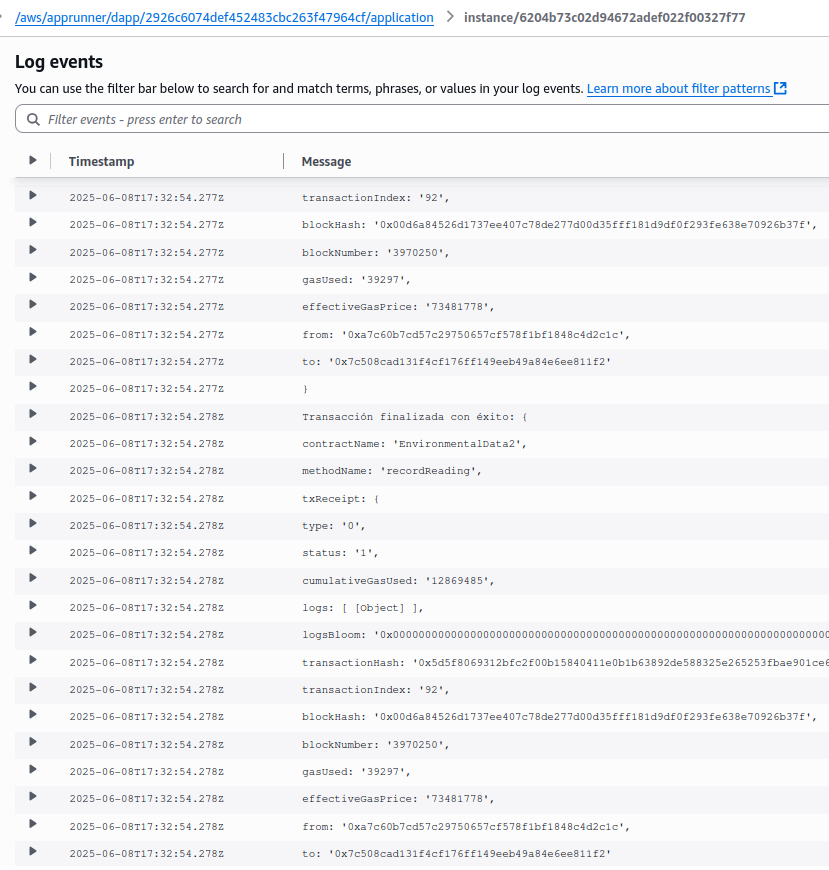 /aws/apprunner/dapp/2926c6074def452483cbc263f47964cf/application > instance/6204b73c02d94672adef022f00327f77
Log events
You can use the filter bar below to search for and match terms, phrases, or values in your log events. Learn more about filter patterns
Filter events - press enter to search
Timestamp Message
2025-06-08T17:32:54.277Z transactionIndex: '92',
2025-06-08T17:32:54.277Z blockHash: '0x00d6a84526d1737ee407c78de277d00d35fff181d9df0f293fe638e70926b37f',
2025-06-08T17:32:54.277Z blockNumber: '3970250',
2025-06-08T17:32:54.277Z gasUsed: '39297',
2025-06-08T17:32:54.277Z effectiveGasPrice: '73481778',
2025-06-08T17:32:54.277Z from: '0xa7c60b7cd57c29750657cf578f1bf1848c4d2c1c',
2025-06-08T17:32:54.277Z to: '0x7c508cad131f4cf176ff149eeb49a84e6ee811f2'
2025-06-08T17:32:54.277Z }
2025-06-08T17:32:54.278Z Transacción finalizada con éxito: {
2025-06-08T17:32:54.278Z contractName: 'EnvironmentalData2',
2025-06-08T17:32:54.278Z methodName: 'recordReading',
2025-06-08T17:32:54.278Z txReceipt: {
2025-06-08T17:32:54.278Z type: '0',
2025-06-08T17:32:54.278Z status: '1',
2025-06-08T17:32:54.278Z cumulativeGasUsed: '12869485',
2025-06-08T17:32:54.278Z logs: [ [Object] ],
2025-06-08T17:32:54.278Z logsBloom: '0x000000000000000000000000000000000000000000000000000000000000000000000
2025-06-08T17:32:54.278Z transactionHash: '0x5d5f8069312bfc2f00b15840411e0b1b63892de588325e265253fbae901ce6
2025-06-08T17:32:54.278Z transactionIndex: '92',
2025-06-08T17:32:54.278Z blockHash: '0x00d6a84526d1737ee407c78de277d00d35fff181d9df0f293fe638e70926b37f',
2025-06-08T17:32:54.278Z blockNumber: '3970250',
2025-06-08T17:32:54.278Z gasUsed: '39297',
2025-06-08T17:32:54.278Z effectiveGasPrice: '73481778',
2025-06-08T17:32:54.278Z from: '0xa7c60b7cd57c29750657cf578f1bf1848c4d2c1c',
2025-06-08T17:32:54.278Z to: '0x7c508cad131f4cf176ff149eeb49a84e6ee811f2'